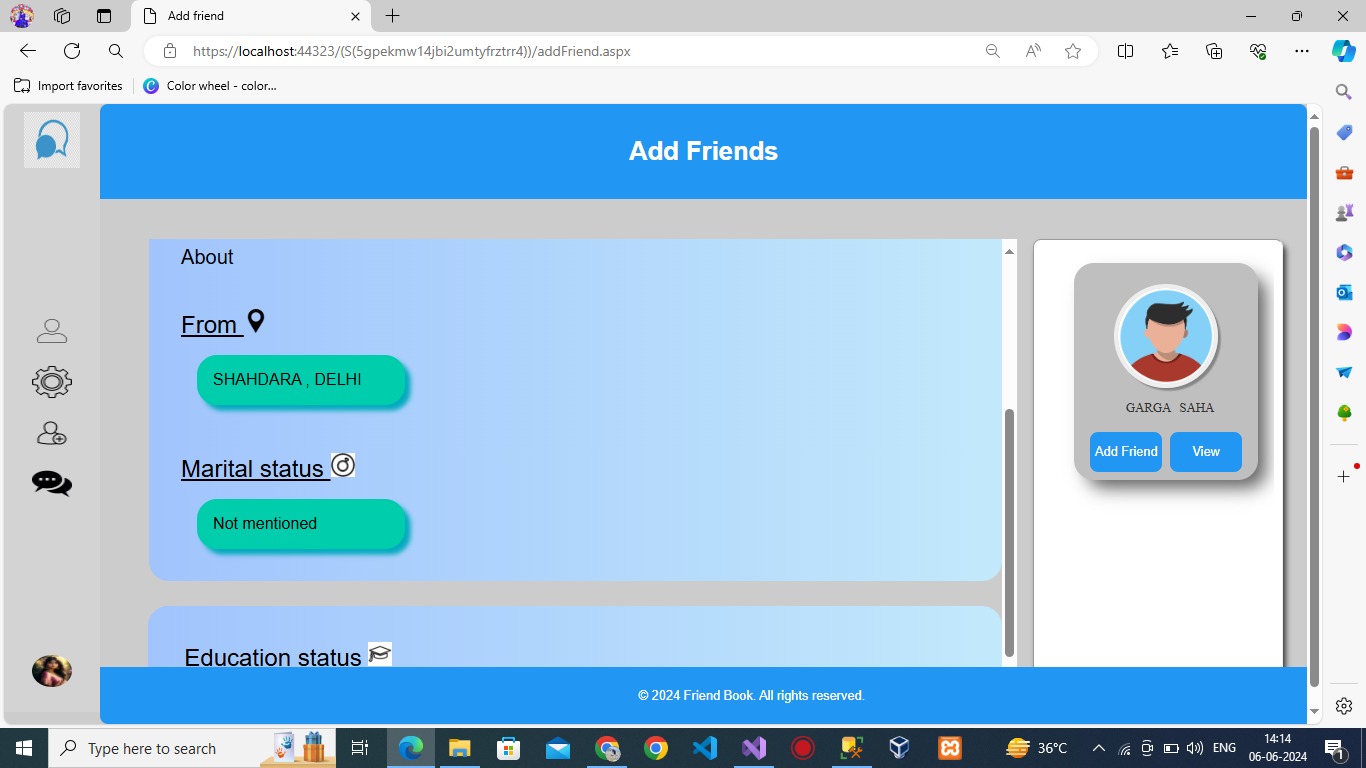 Add friend
https://localhost:44323/(S(5gpekmw14jbi2umtyfrztrr4))/addFriend.aspx
Import favorites
Color wheel - color...
Add Friends
About
From
SHAHDARA , DELHI
Marital status
Not mentioned
Education status
GARGA SAHA
Add Friend View
© 2024 Friend Book. All rights reserved.
Type here to search
36°C
ENG
14:14
06-06-2024
1